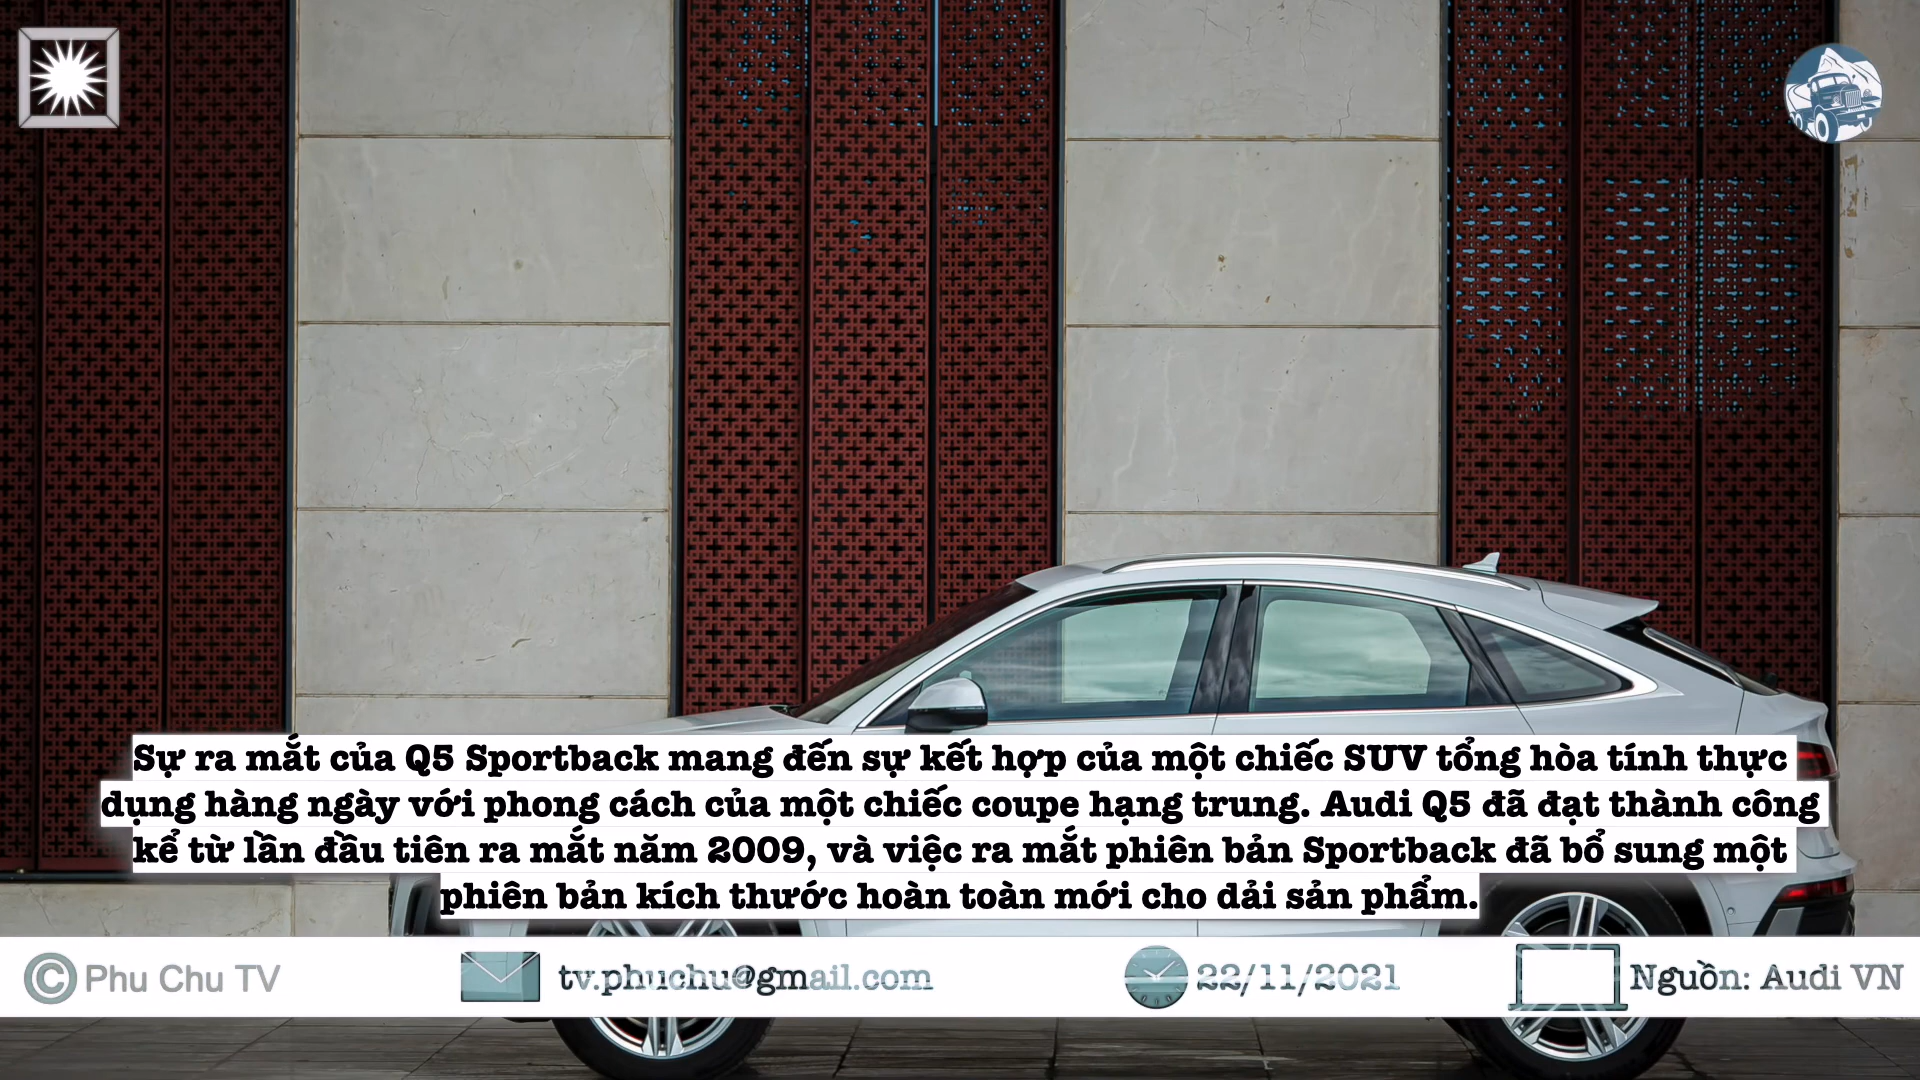 Sự ra mắt của Q5 Sportback mang đến sự kết hợp của một chiếc SUV tổng hòa tính thực
dụng hàng ngày với phong cách của một chiếc coupe hạng trung. Audi Q5 đã đạt thành công
kể từ lần đầu tiên ra mắt năm 2009, và việc ra mắt phiên bản Sportback đã bổ sung một
phiên bản kích thước hoàn toàn mới cho dải sản phẩm.
© Phu Chu TV
tv.phuchu@gmail.com
22/11/2021
Nguồn: Audi VN